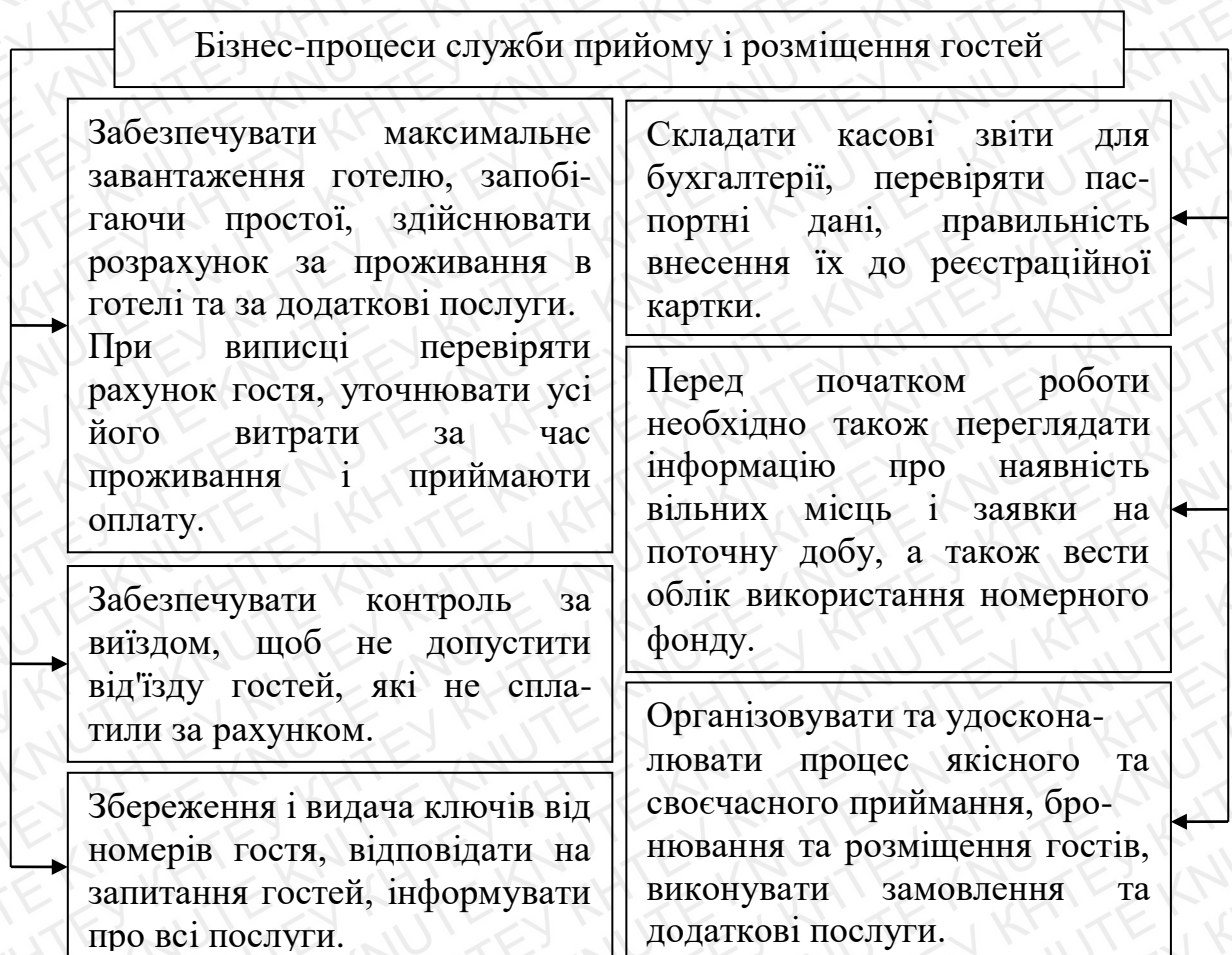 Бізнес-процеси служби прийому і розміщення гостей
Забезпечувати максимальне
завантаження готелю, запобі-
гаючи простої, здійснювати
розрахунок за проживання в
готелі та за додаткові послуги.
При виписці перевіряти
рахунок гостя, уточнювати усі
його витрати за час
проживання і приймають
оплату.
Забезпечувати контроль за
виїздом, щоб не допустити
від'їзду гостей, які не спла-
тили за рахунком.
Збереження і видача ключів від
номерів гостя, відповідати на
запитання гостей, інформувати
про всі послуги.
Складати касові звіти для
бухгалтерії, перевіряти пас-
портні дані, правильність
внесення їх до реєстраційної
картки.
Перед початком роботи
необхідно також переглядати
інформацію про наявність
вільних місць і заявки на
поточну добу, а також вести
облік використання номерного
фонду.
Організовувати та удоскона-
лювати процес якісного та
своєчасного приймання, бро-
нювання та розміщення гостів,
виконувати замовлення та
додаткові послуги.